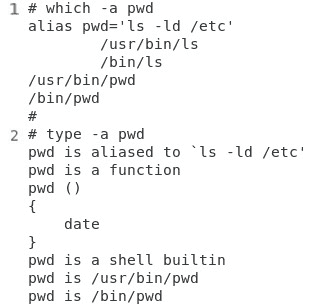 1 # which -a pwd
alias pwd='ls -ld /etc'
        /usr/bin/ls
        /bin/ls
/usr/bin/pwd
/bin/pwd
#
2 # type -a pwd
pwd is aliased to `ls -ld /etc'
pwd is a function
pwd ()
{
    date
}
pwd is a shell builtin
pwd is /usr/bin/pwd
pwd is /bin/pwd